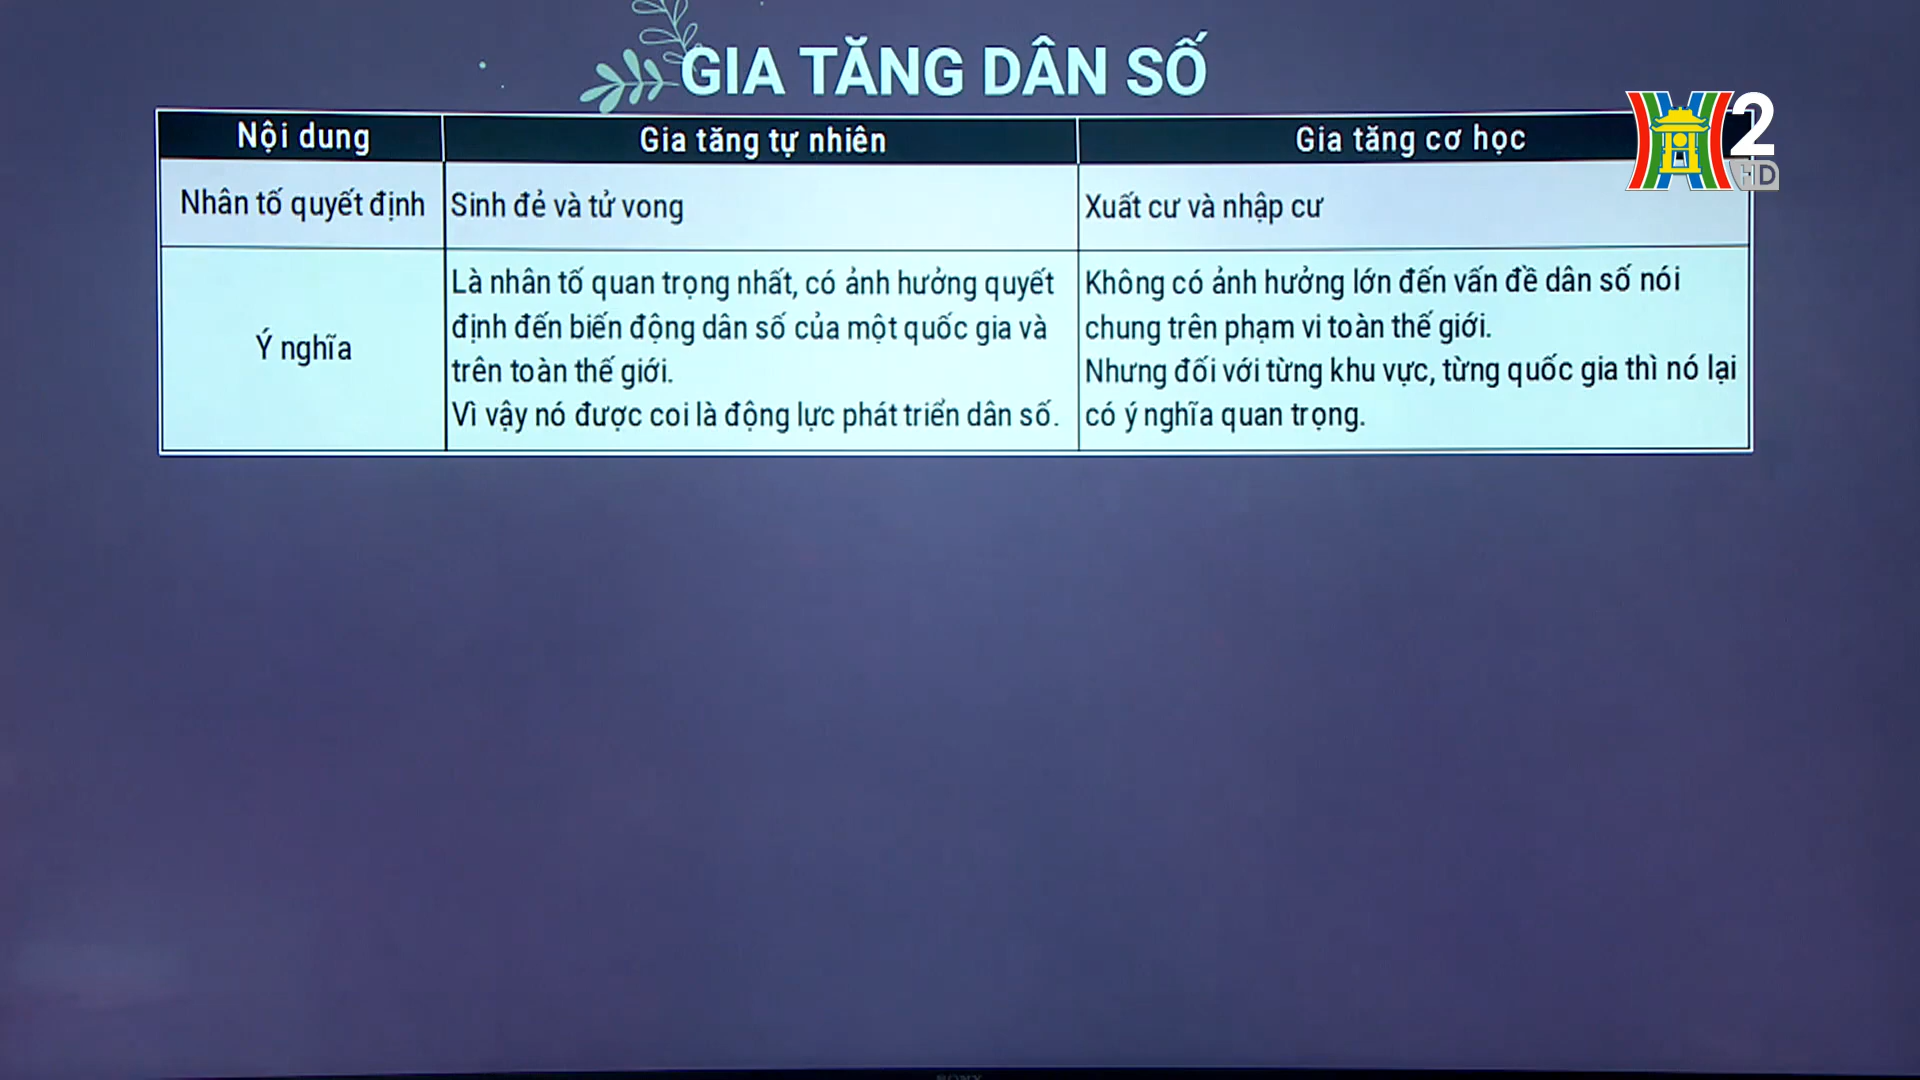 GIA TĂNG DÂN SỐ
2
HD
Nội dung
Gia tăng tự nhiên
Gia tăng cơ học
Nhân tố quyết định
Sinh đẻ và tử vong
Xuất cư và nhập cư
Ý nghĩa
Là nhân tố quan trọng nhất, có ảnh hưởng quyết
định đến biến động dân số của một quốc gia và
trên toàn thế giới.
Vì vậy nó được coi là động lực phát triển dân số.
Không có ảnh hưởng lớn đến vấn đề dân số nói
chung trên phạm vi toàn thế giới.
Nhưng đối với từng khu vực, từng quốc gia thì nó lại
có ý nghĩa quan trọng.
SONY